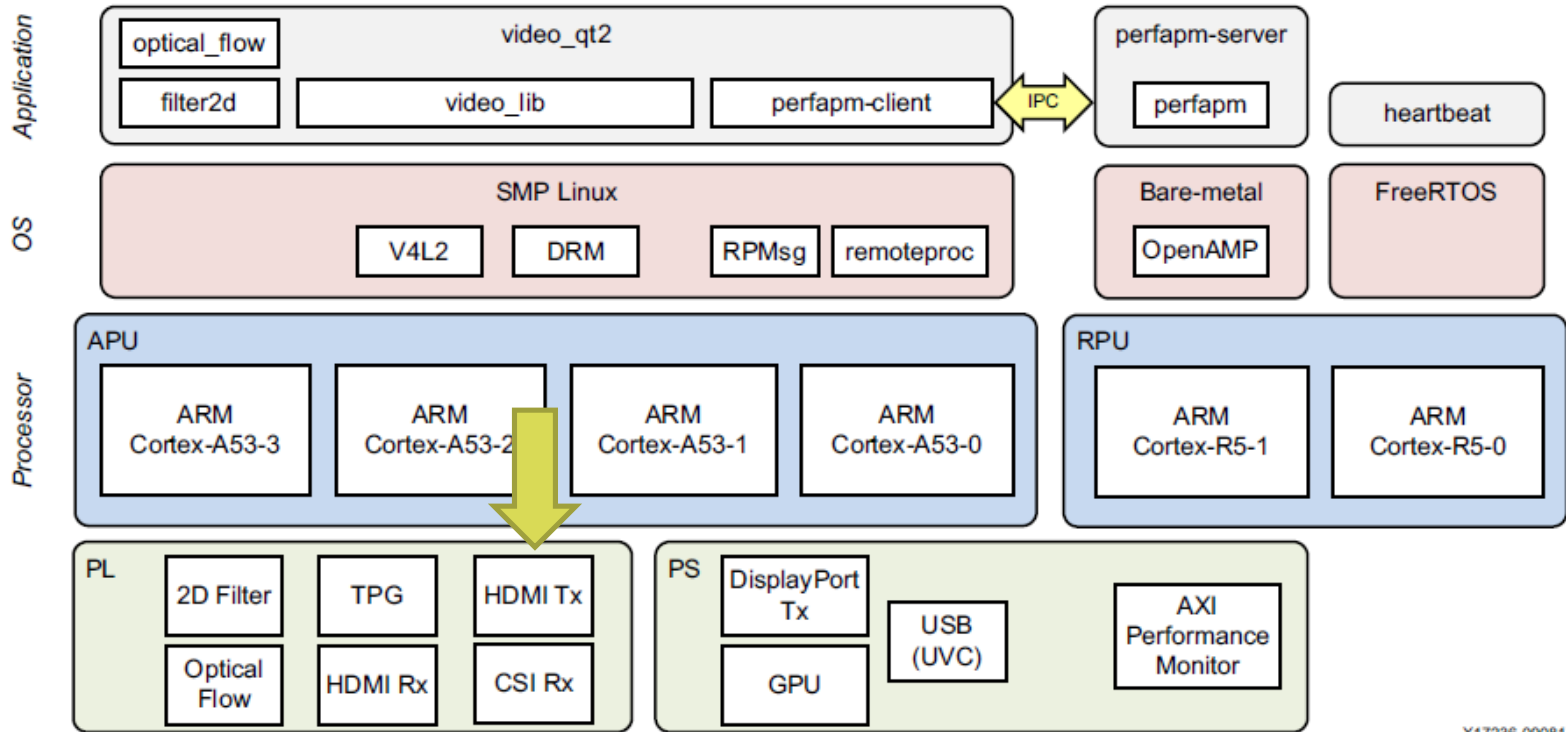 Application
optical_flow
video_qt2
filter2d
video_lib
perfapm-client
IPC
perfapm-server
perfapm
heartbeat
OS
SMP Linux
V4L2
DRM
RPMsg
remoteproc
Bare-metal
OpenAMP
FreeRTOS
Processor
APU
ARM
Cortex-A53-3
ARM
Cortex-A53-2
ARM
Cortex-A53-1
ARM
Cortex-A53-0
RPU
ARM
Cortex-R5-1
ARM
Cortex-R5-0
PL
2D Filter
TPG
HDMI Tx
Optical
Flow
HDMI Rx
CSI Rx
PS
DisplayPort
Tx
GPU
USB
(UVC)
AXI
Performance
Monitor